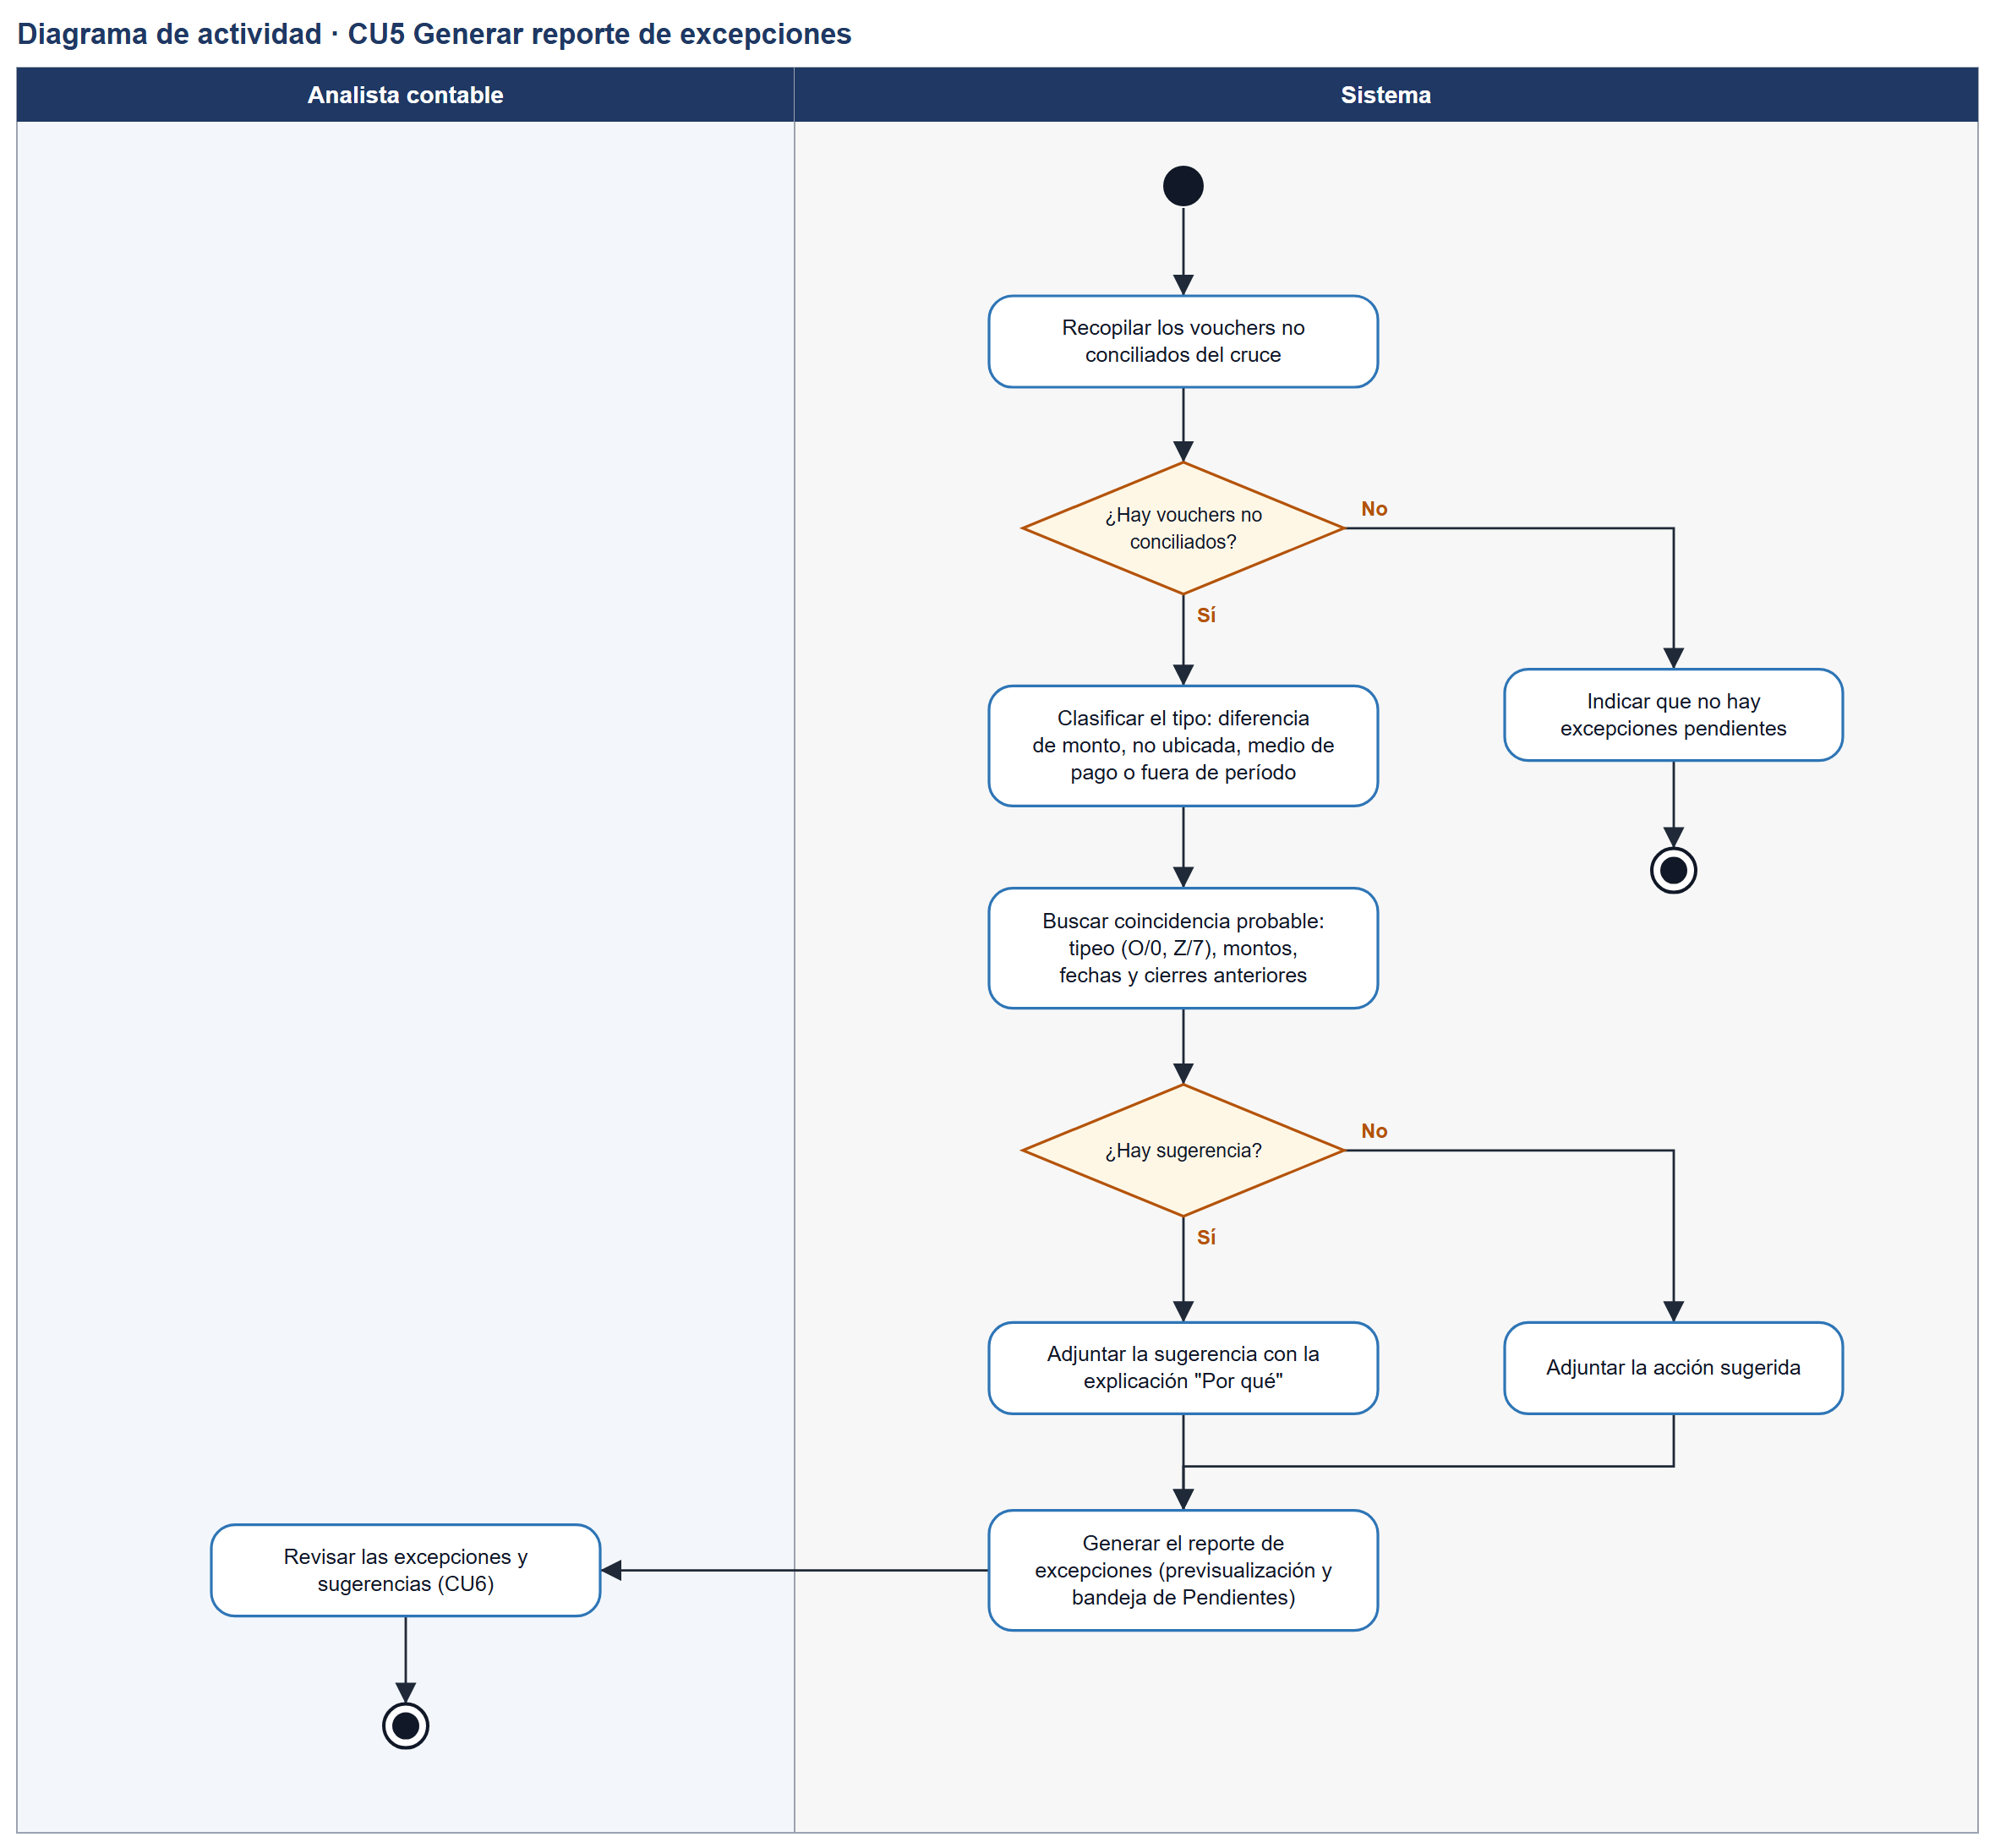 Diagrama de actividad · CU5 Generar reporte de excepciones
Analista contable
Sistema
Recopilar los vouchers no
conciliados del cruce
¿Hay vouchers no
conciliados?
No
Sí
Clasificar el tipo: diferencia
de monto, no ubicada, medio de
pago o fuera de período
Indicar que no hay
excepciones pendientes
Buscar coincidencia probable:
tipeo (O/0, Z/7), montos,
fechas y cierres anteriores
¿Hay sugerencia?
No
Sí
Adjuntar la sugerencia con la
explicación "Por qué"
Adjuntar la acción sugerida
Generar el reporte de
excepciones (previsualización y
bandeja de Pendientes)
Revisar las excepciones y
sugerencias (CU6)